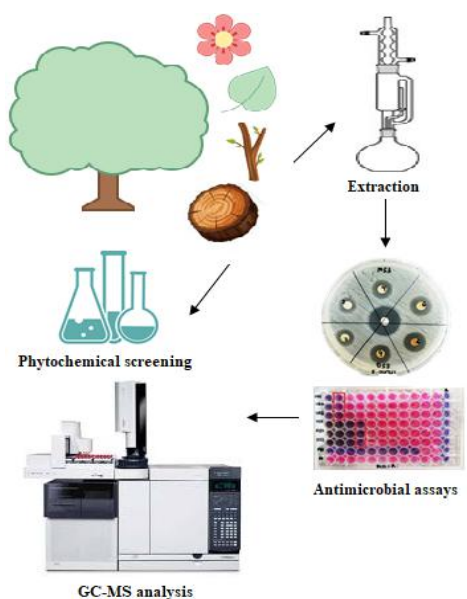 Extraction
Phytochemical screening
Antimicrobial assays
GC-MS analysis